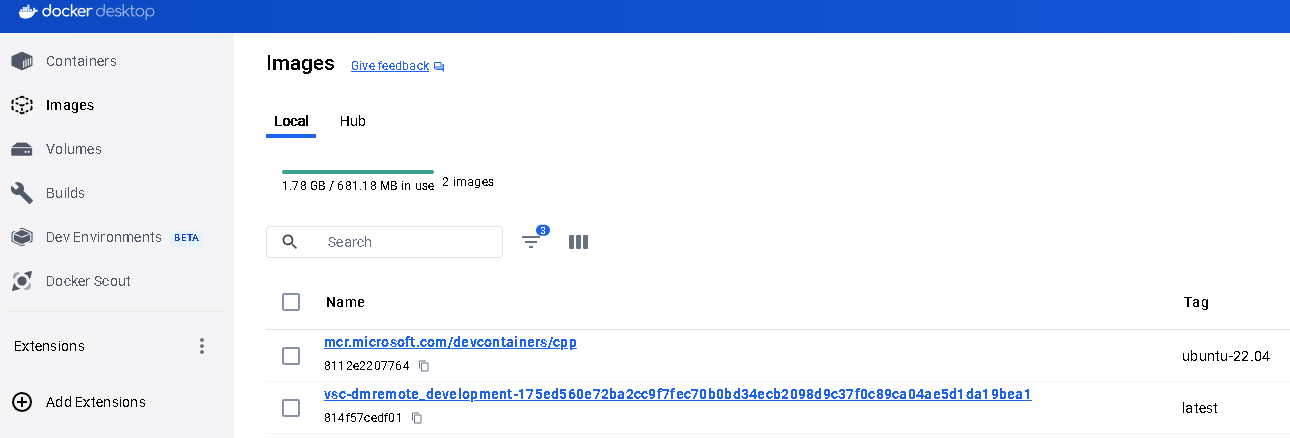 docker desktop
Containers
Images
Volumes
Builds
Dev Environments BETA
Docker Scout
Extensions
Add Extensions
Images Give feedback
Local Hub
1.78 GB / 681.18 MB in use 2 images
Search 3
Name Tag
mcr.microsoft.com/devcontainers/cpp
8112e2207764
ubuntu-22.04
vsc-dmremote_development-175ed560e72ba2cc9f7fec70b0bd34ecb2098d9c37f0c89ca04ae5d1da19bea1
814f57cedf01
latest